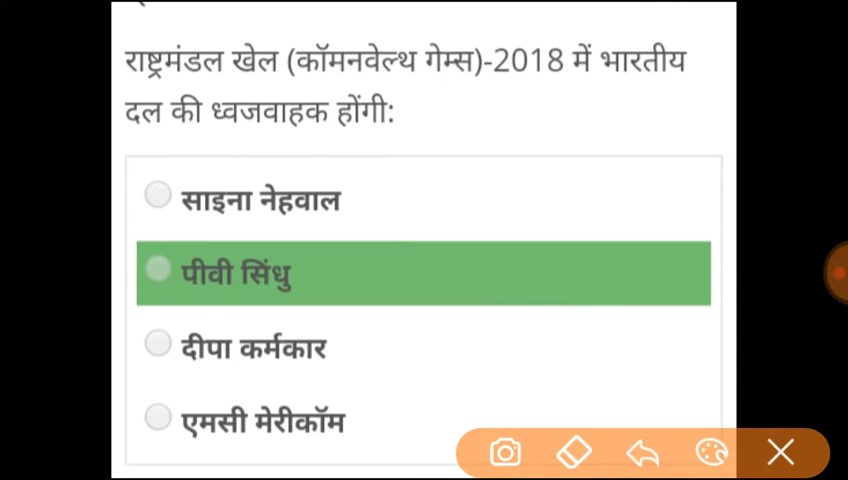 राष्ट्रमंडल खेल (कॉमनवेल्थ गेम्स)-2018 में भारतीय
दल की ध्वजवाहक होंगी:
साइना नेहवाल
पीवी सिंधु
दीपा कर्मकार
एमसी मेरीकॉम